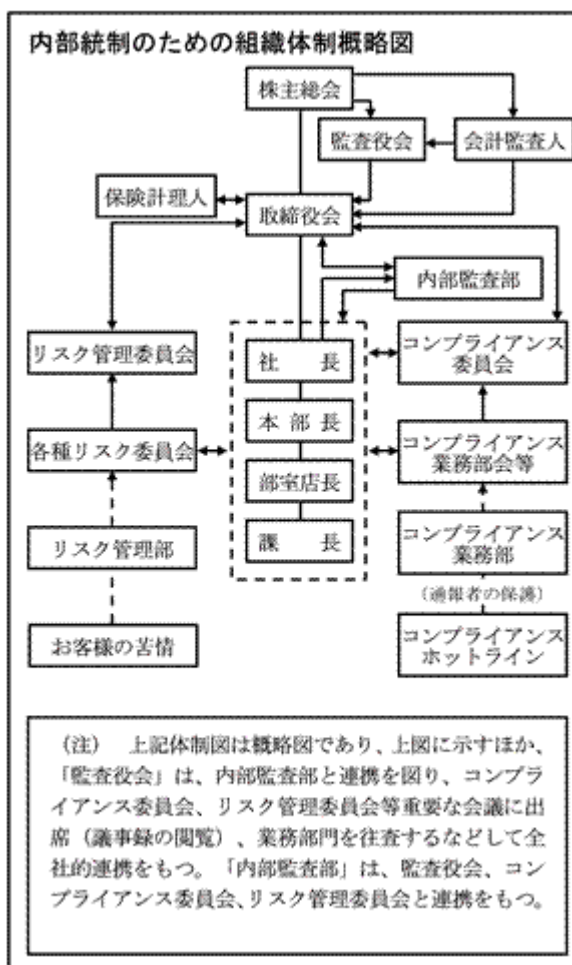 内部統制のための組織体制概略図
株主総会
監査役会
会計監査人
保険計理人
取締役会
内部監査部
リスク管理委員会
社　長
コンプライアンス
委員会
本部長
各種リスク委員会
コンプライアンス
業務部会等
部室店長
リスク管理部
課　長
コンプライアンス
業務部
（通報者の保護）
お客様の苦情
コンプライアンス
ホットライン
（注）　上記体制図は概略図であり、上図に示すほか、
「監査役会」は、内部監査部と連携を図り、コンプラ
イアンス委員会、リスク管理委員会等重要な会議に出
席（議事録の閲覧）、業務部門を往査するなどして全
社的連携をもつ。「内部監査部」は、監査役会、コン
プライアンス委員会、リスク管理委員会と連携をもつ。